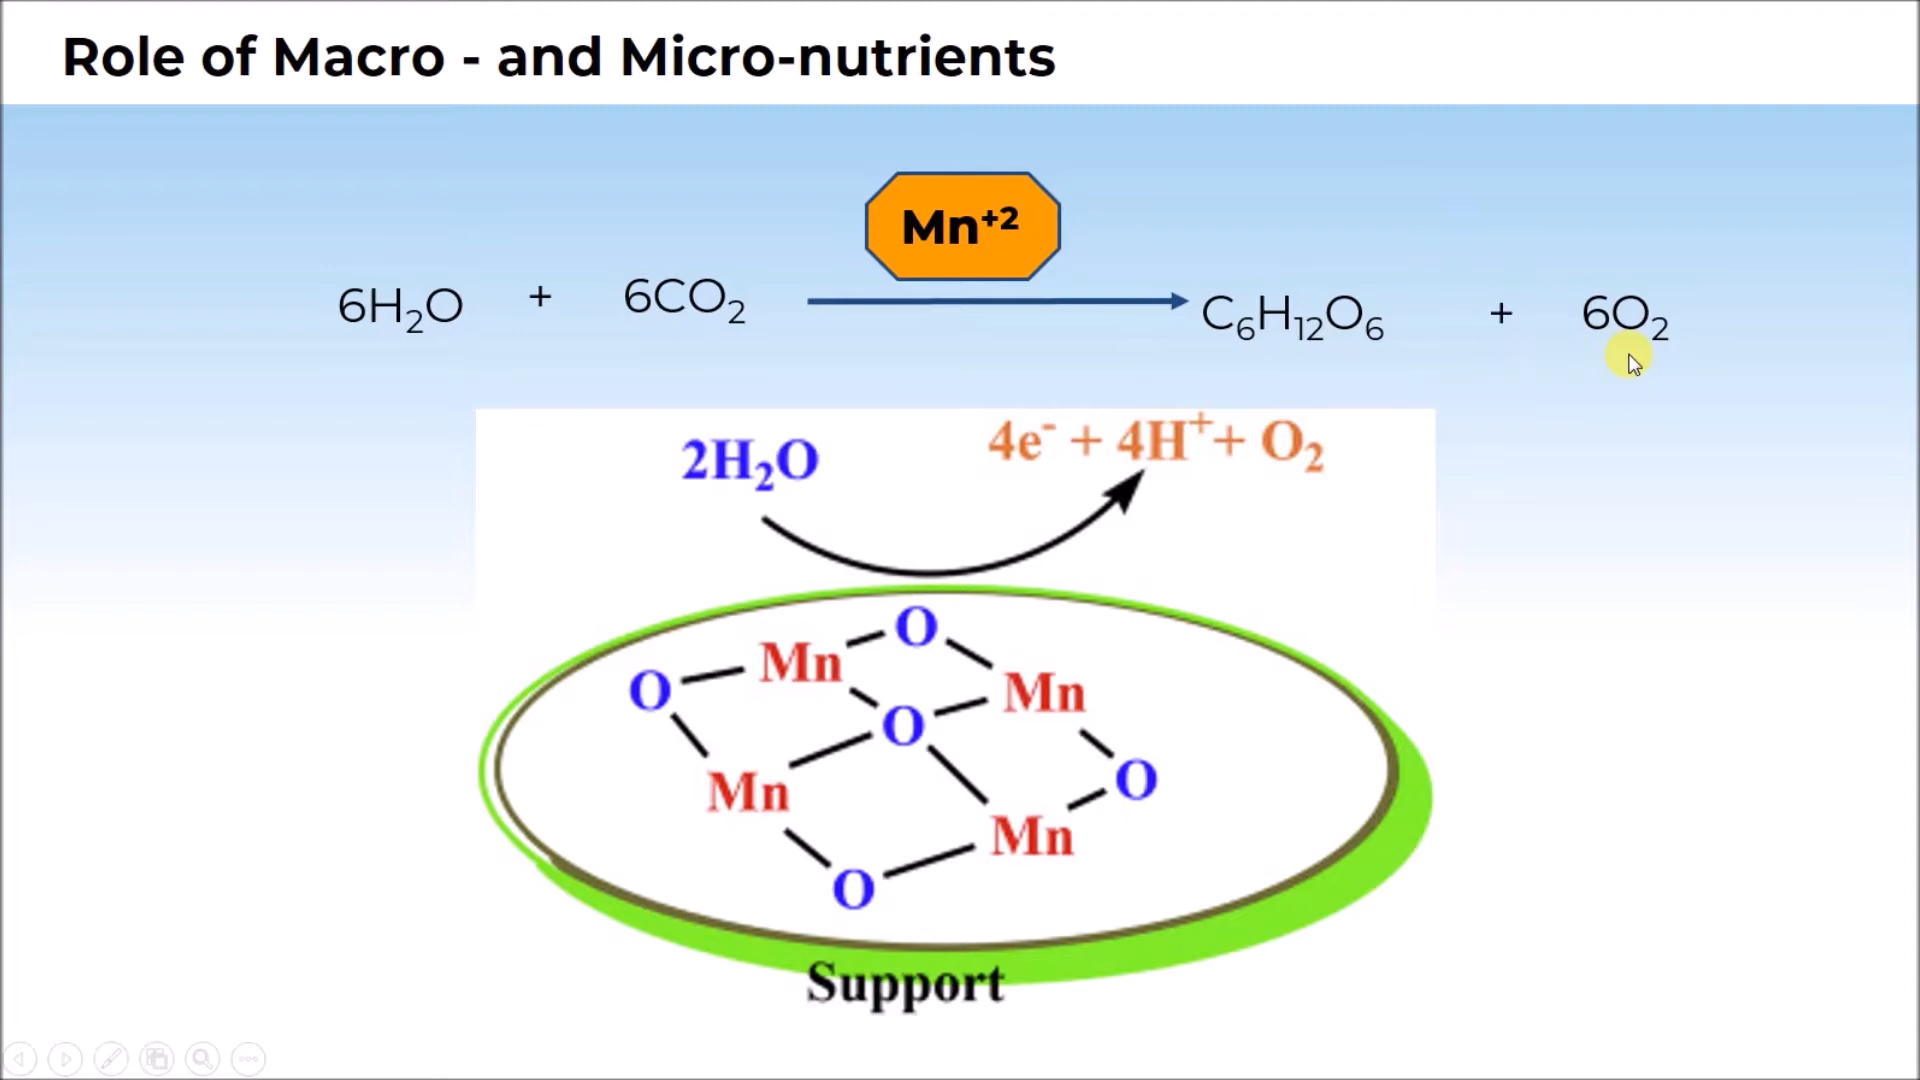 Role of Macro - and Micro-nutrients
Mn⁺²
6H₂O + 6CO₂ C₆H₁₂O₆ + 6O₂
2H₂O 4e⁻ + 4H⁺+ O₂
O
Mn
O
Mn
O
Mn
O
Mn
O
Support